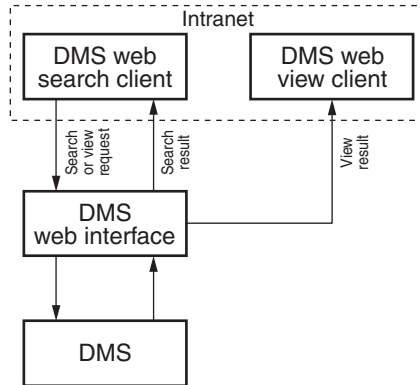 Intranet
DMS web
search client
DMS web
view client
Search
or view
request
Search
result
View
result
DMS
web interface
DMS